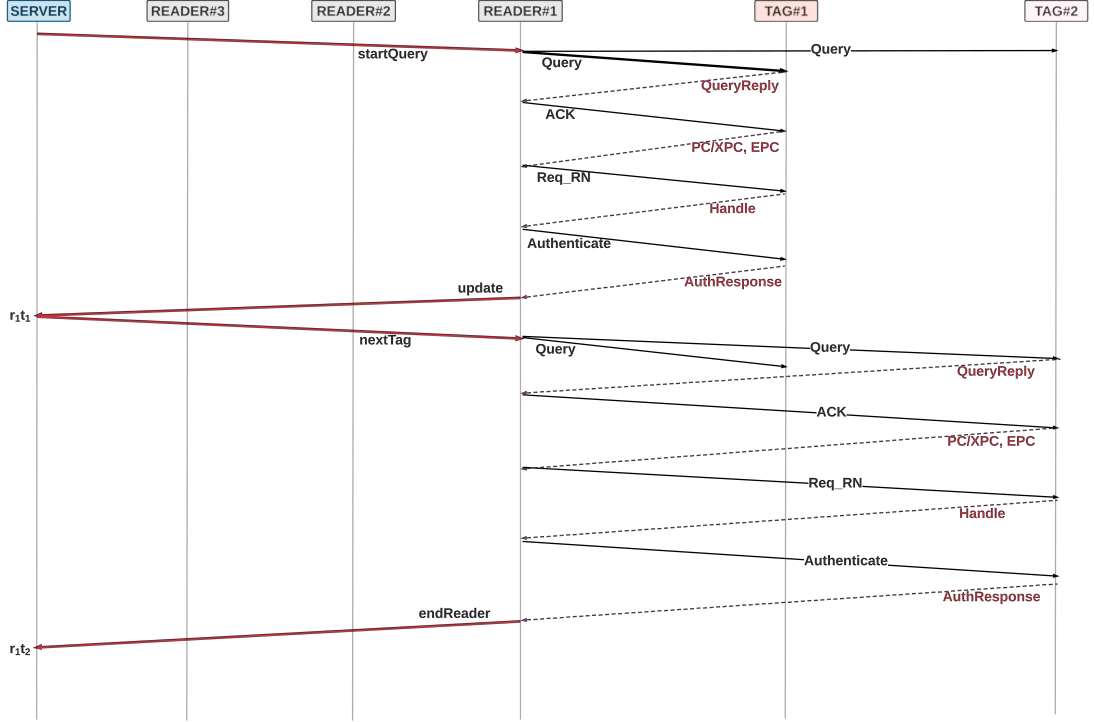 SERVER READER#3 READER#2 READER#1 TAG#1 TAG#2
startQuery Query Query
QueryReply
ACK
PC/XPC, EPC
Req_RN
Handle
Authenticate
AuthResponse
update
r₁t₁
nextTag Query Query
QueryReply
ACK
PC/XPC, EPC
Req_RN
Handle
Authenticate
AuthResponse
endReader
r₁t₂